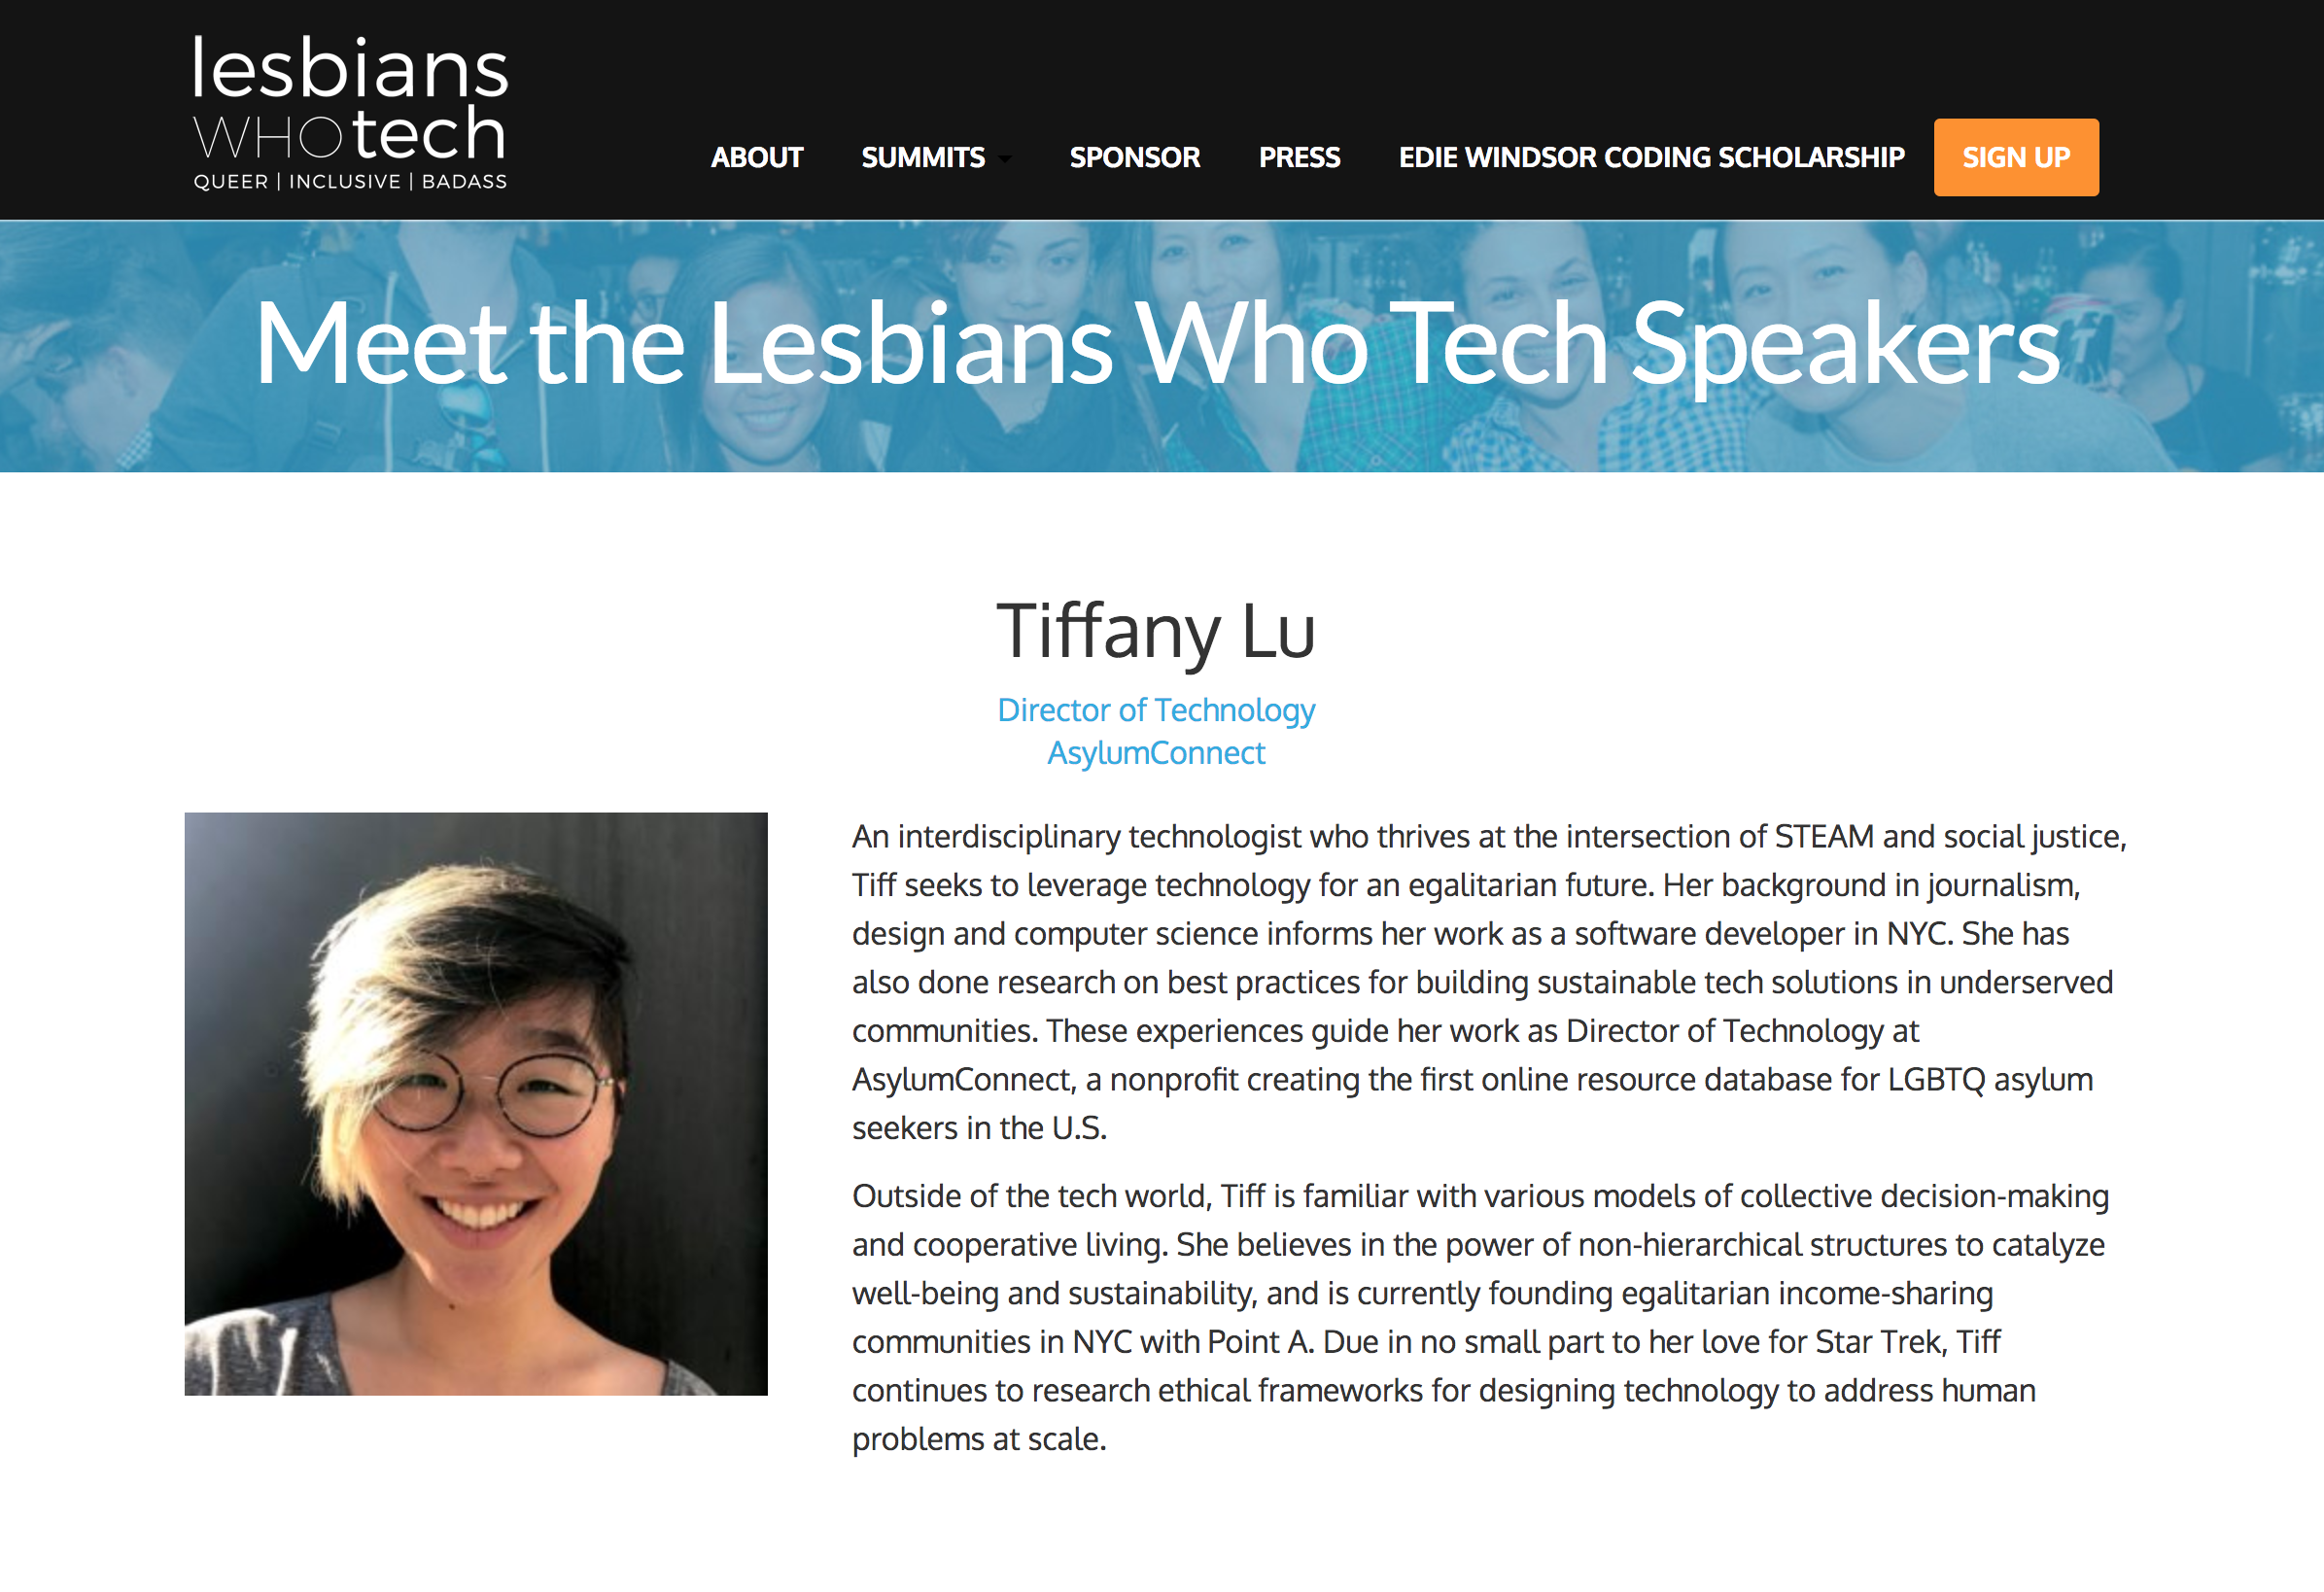 lesbians
WHOtech
QUEER | INCLUSIVE | BADASS
ABOUT SUMMITS SPONSOR PRESS EDIE WINDSOR CODING SCHOLARSHIP SIGN UP
Meet the Lesbians Who Tech Speakers
Tiffany Lu
Director of Technology
AsylumConnect
An interdisciplinary technologist who thrives at the intersection of STEAM and social justice,
Tiff seeks to leverage technology for an egalitarian future. Her background in journalism,
design and computer science informs her work as a software developer in NYC. She has
also done research on best practices for building sustainable tech solutions in underserved
communities. These experiences guide her work as Director of Technology at
AsylumConnect, a nonprofit creating the first online resource database for LGBTQ asylum
seekers in the U.S.
Outside of the tech world, Tiff is familiar with various models of collective decision-making
and cooperative living. She believes in the power of non-hierarchical structures to catalyze
well-being and sustainability, and is currently founding egalitarian income-sharing
communities in NYC with Point A. Due in no small part to her love for Star Trek, Tiff
continues to research ethical frameworks for designing technology to address human
problems at scale.